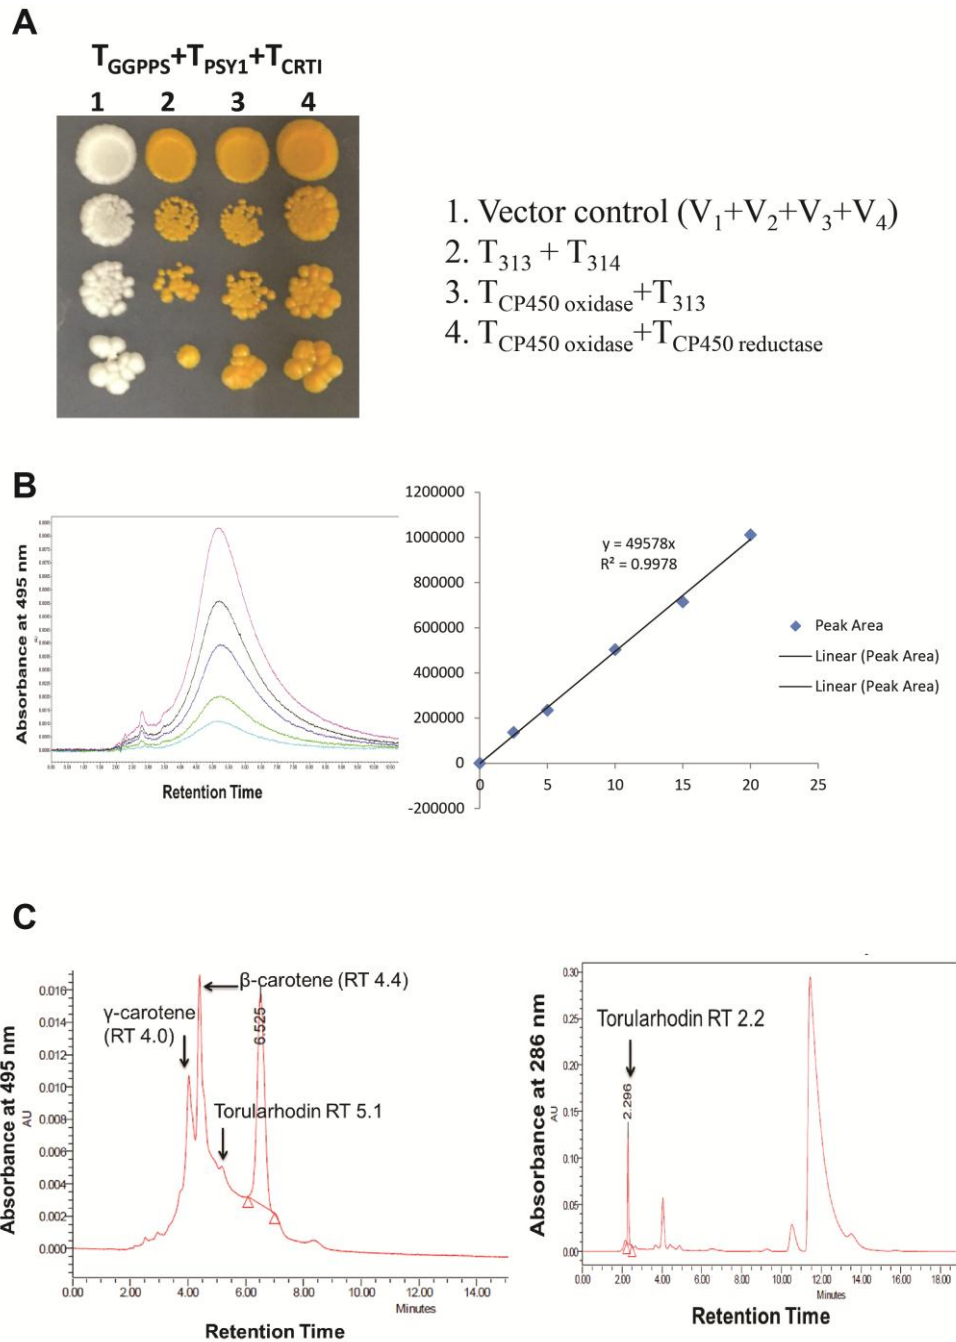 A
T_GGPPS+T_PSY1+T_CRTI
1 2 3 4
1. Vector control (V₁+V₂+V₃+V₄)
2. T₃₁₃ + T₃₁₄
3. T_CP450 oxidase+T₃₁₃
4. T_CP450 oxidase+T_CP450 reductase
B
Absorbance at 495 nm
Retention Time
1200000
1000000
800000
600000
400000
200000
0
-200000
0 5 10 15 20 25
y = 49578x
R² = 0.9978
Peak Area
Linear (Peak Area)
Linear (Peak Area)
C
Absorbance at 495 nm
AU
0.016
0.014
0.012
0.010
0.008
0.006
0.004
0.002
0.000
γ-carotene
(RT 4.0)
β-carotene (RT 4.4)
6.525
Torularhodin RT 5.1
0.00 2.00 4.00 6.00 8.00 10.00 12.00 14.00
Minutes
Retention Time
Absorbance at 286 nm
AU
0.30
0.25
0.20
0.15
0.10
0.05
0.00
Torularhodin RT 2.2
2.296
0.00 2.00 4.00 6.00 8.00 10.00 12.00 14.00 16.00 18.00
Minutes
Retention Time